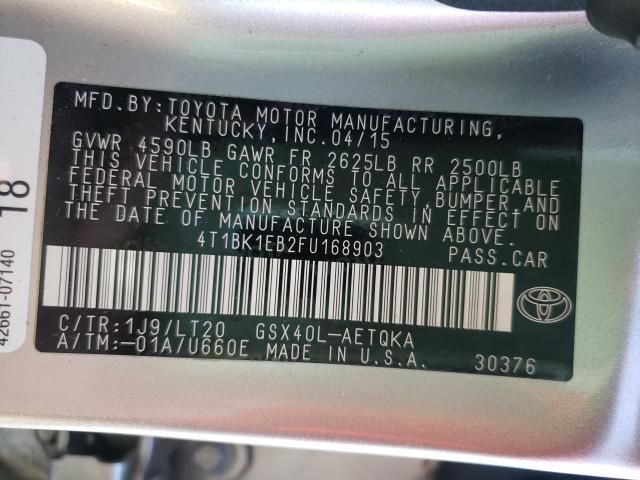 MFD.BY:TOYOTA MOTOR MANUFACTURING,
KENTUCKY,INC.04/15
GVWR 4590LB GAWR FR 2625LB RR 2500LB
THIS VEHICLE CONFORMS TO ALL APPLICABLE
FEDERAL MOTOR VEHICLE SAFETY,BUMPER,AND
THEFT PREVENTION STANDARDS IN EFFECT ON
THE DATE OF MANUFACTURE SHOWN ABOVE.
4T1BK1EB2FU168903
PASS.CAR
C/TR:1J9/LT20 GSX40L-AETQKA
A/TM:-01A/U660E MADE IN U.S.A.
30376
42661-07140
18